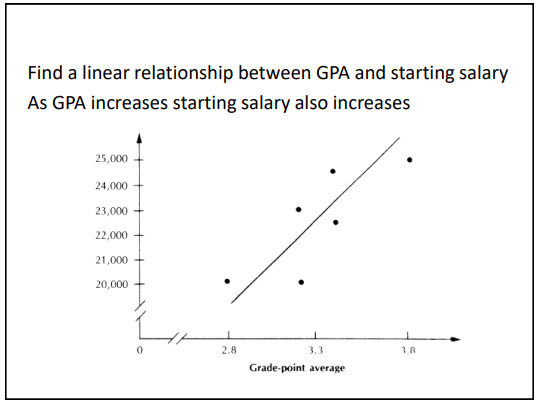 Find a linear relationship between GPA and starting salary
As GPA increases starting salary also increases
25,000
24,000
23,000
22,000
21,000
20,000
0 2.8 3.3 3.8
Grade-point average